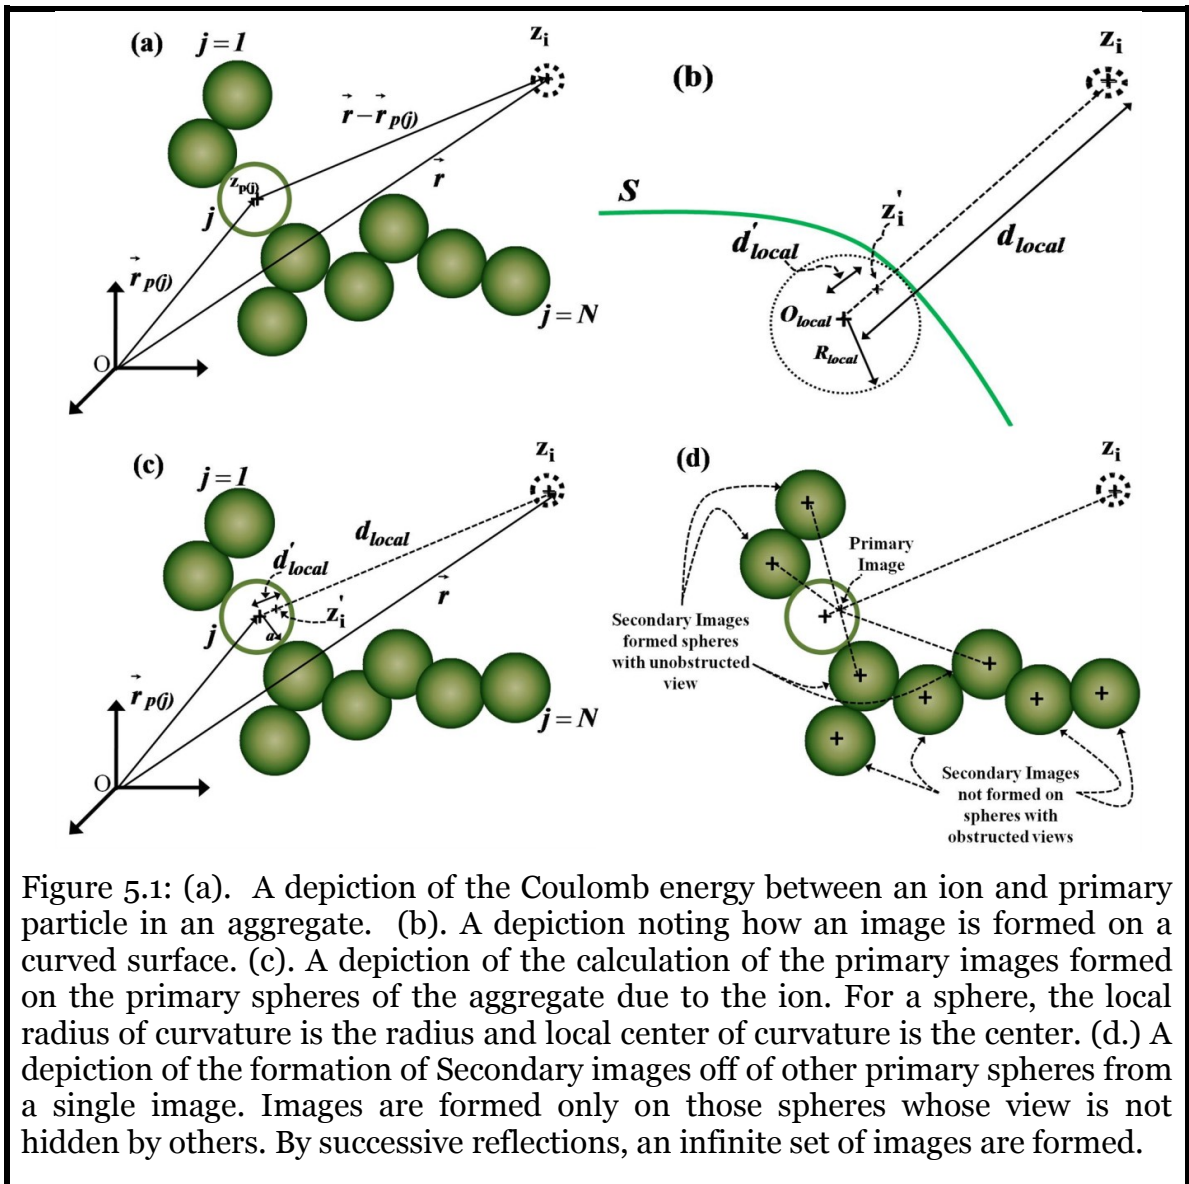 (a)
j = 1
z_i
r⃗ − r⃗_p(j)
r⃗
z_p(j)
j
r⃗_p(j)
O
j = N
(b)
z_i
S
z_i'
d'_local
d_local
O_local
R_local
(c)
j = 1
z_i
d_local
d'_local
r⃗
z_i'
j
a
r⃗_p(j)
O
j = N
(d)
z_i
Primary
Image
Secondary Images
formed spheres
with unobstructed
view
Secondary Images
not formed on
spheres with
obstructed views
Figure 5.1: (a). A depiction of the Coulomb energy between an ion and primary
particle in an aggregate. (b). A depiction noting how an image is formed on a
curved surface. (c). A depiction of the calculation of the primary images formed
on the primary spheres of the aggregate due to the ion. For a sphere, the local
radius of curvature is the radius and local center of curvature is the center. (d.) A
depiction of the formation of Secondary images off of other primary spheres from
a single image. Images are formed only on those spheres whose view is not
hidden by others. By successive reflections, an infinite set of images are formed.